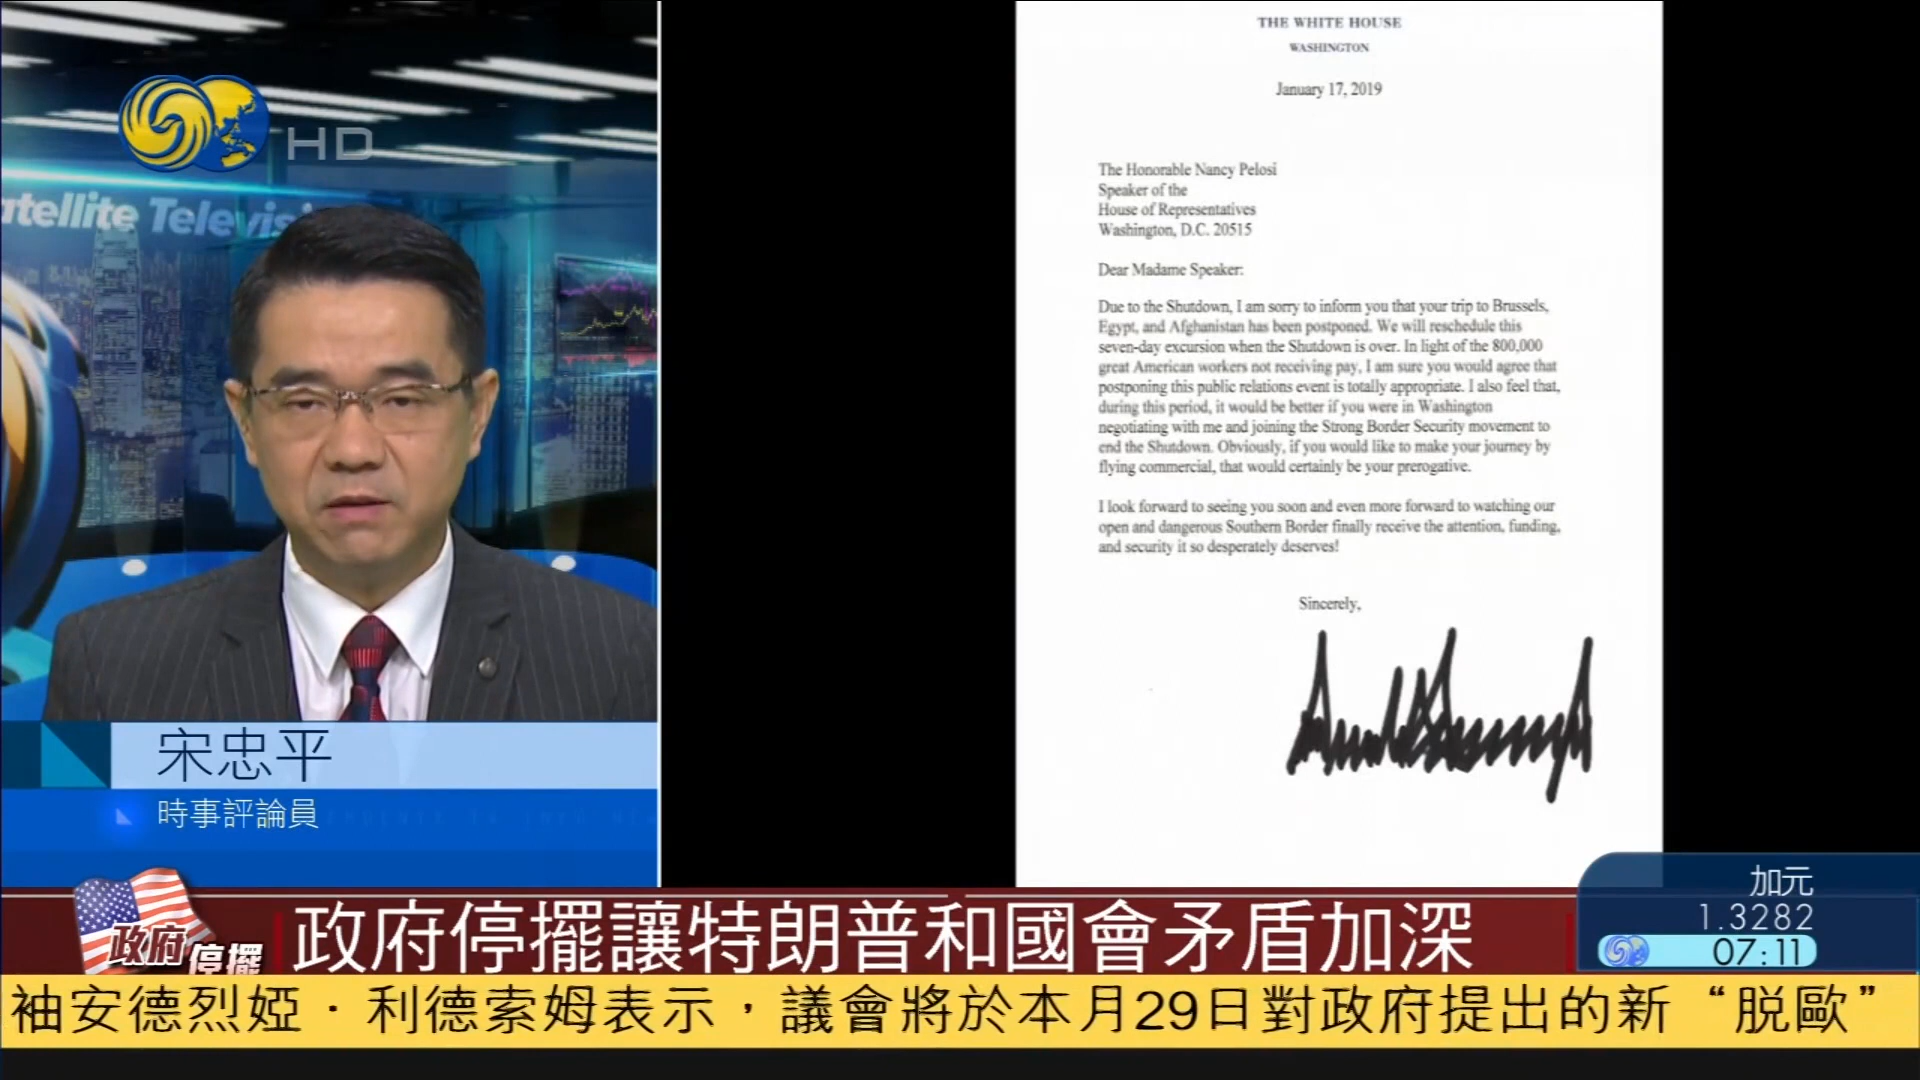 HD
atellite Televisi
THE WHITE HOUSE
WASHINGTON
January 17, 2019
The Honorable Nancy Pelosi
Speaker of the
House of Representatives
Washington, D.C. 20515
Dear Madame Speaker:
Due to the Shutdown, I am sorry to inform you that your trip to Brussels,
Egypt, and Afghanistan has been postponed. We will reschedule this
seven-day excursion when the Shutdown is over. In light of the 800,000
great American workers not receiving pay, I am sure you would agree that
postponing this public relations event is totally appropriate. I also feel that,
during this period, it would be better if you were in Washington
negotiating with me and joining the Strong Border Security movement to
end the Shutdown. Obviously, if you would like to make your journey by
flying commercial, that would certainly be your prerogative.
I look forward to seeing you soon and even more forward to watching our
open and dangerous Southern Border finally receive the attention, funding,
and security it so desperately deserves!
Sincerely,
宋忠平
時事評論員
政府停擺
政府停擺讓特朗普和國會矛盾加深
加元
1.3282
07:11
袖安德烈婭·利德索姆表示，議會將於本月29日對政府提出的新“脱歐”